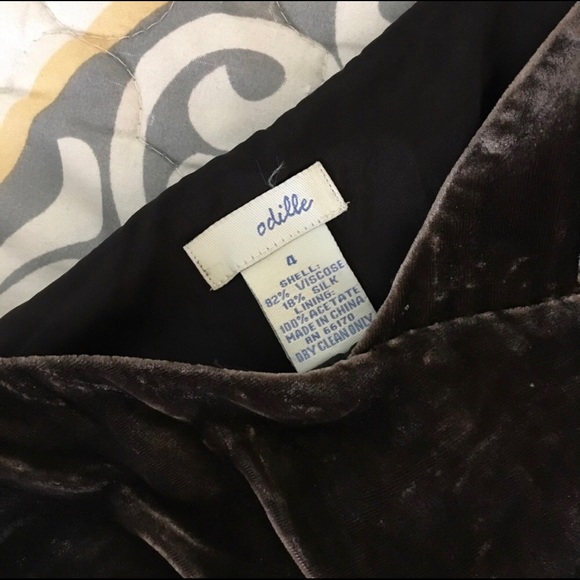 odille
4
SHELL:
82% VISCOSE
18% SILK
LINING:
100% ACETATE
MADE IN CHINA
RN 66170
DRY CLEAN ONLY